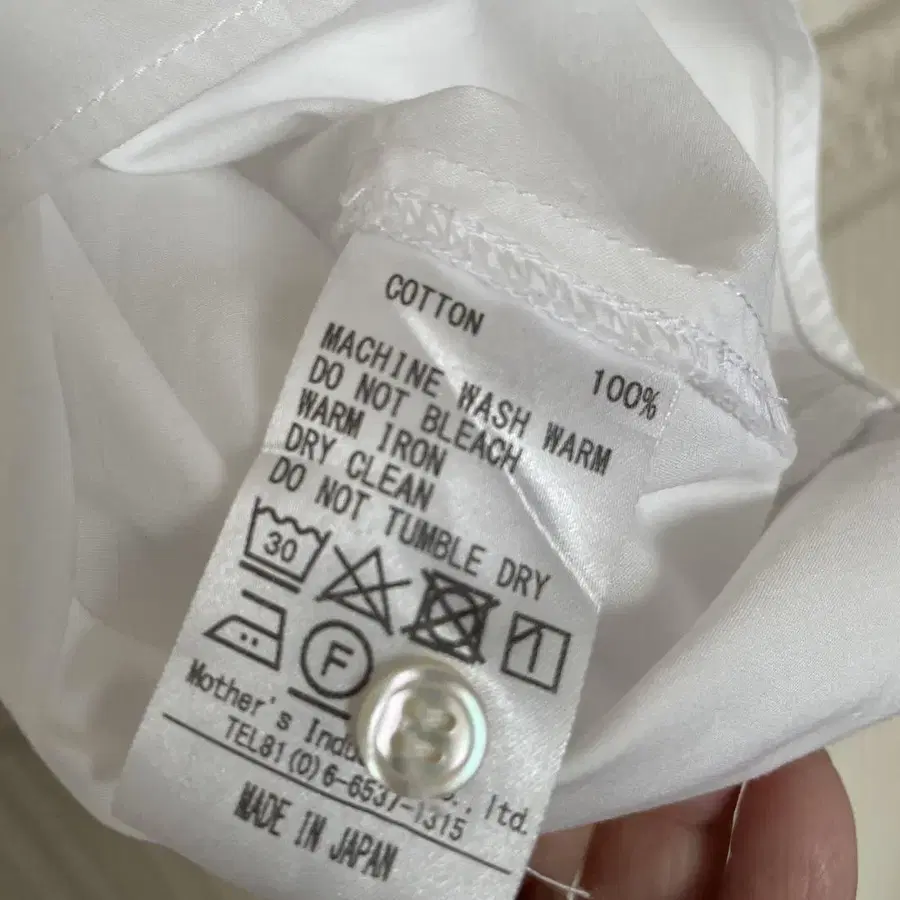 COTTON 100%
MACHINE WASH WARM
DO NOT BLEACH
WARM IRON
DRY CLEAN
DO NOT TUMBLE DRY
30
F
Mother's ltd.
TEL81(0)6-6537-1315
MADE IN JAPAN